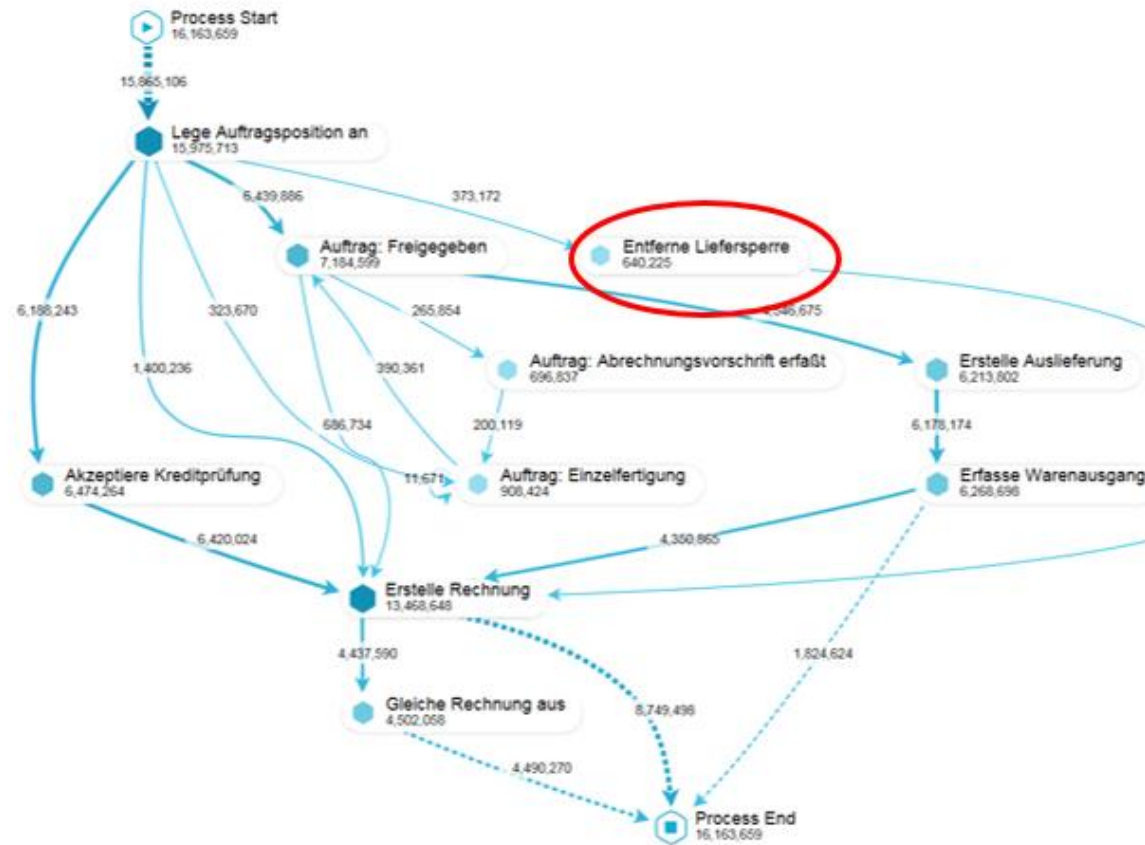 Process Start
16,163,659
15,865,106
Lege Auftragsposition an
15,975,713
6,439,886
373,172
Auftrag: Freigegeben
7,184,599
Entferne Liefersperre
640,225
6,188,243
323,670
265,854
,346,675
1,400,236
390,361
Auftrag: Abrechnungsvorschrift erfaßt
696,837
Erstelle Auslieferung
6,213,802
686,734
200,119
6,178,174
Akzeptiere Kreditprüfung
6,474,264
11,671
Auftrag: Einzelfertigung
908,424
Erfasse Warenausgang
6,268,698
6,420,024
4,350,865
Erstelle Rechnung
13,468,648
4,437,590
1,824,624
Gleiche Rechnung aus
4,502,058
8,749,498
4,490,270
Process End
16,163,659